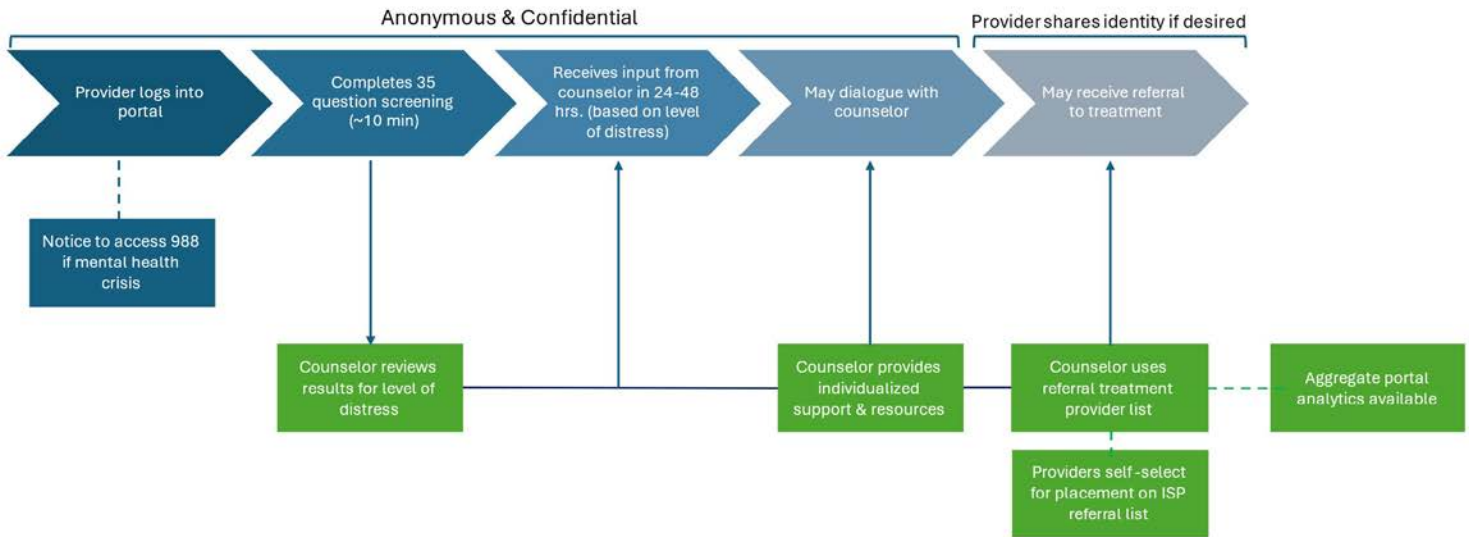 Anonymous & Confidential
Provider shares identity if desired
Provider logs into
portal
Completes 35
question screening
(~10 min)
Receives input from
counselor in 24-48
hrs. (based on level
of distress)
May dialogue with
counselor
May receive referral
to treatment
Notice to access 988
if mental health
crisis
Counselor reviews
results for level of
distress
Counselor provides
individualized
support & resources
Counselor uses
referral treatment
provider list
Aggregate portal
analytics available
Providers self-select
for placement on ISP
referral list